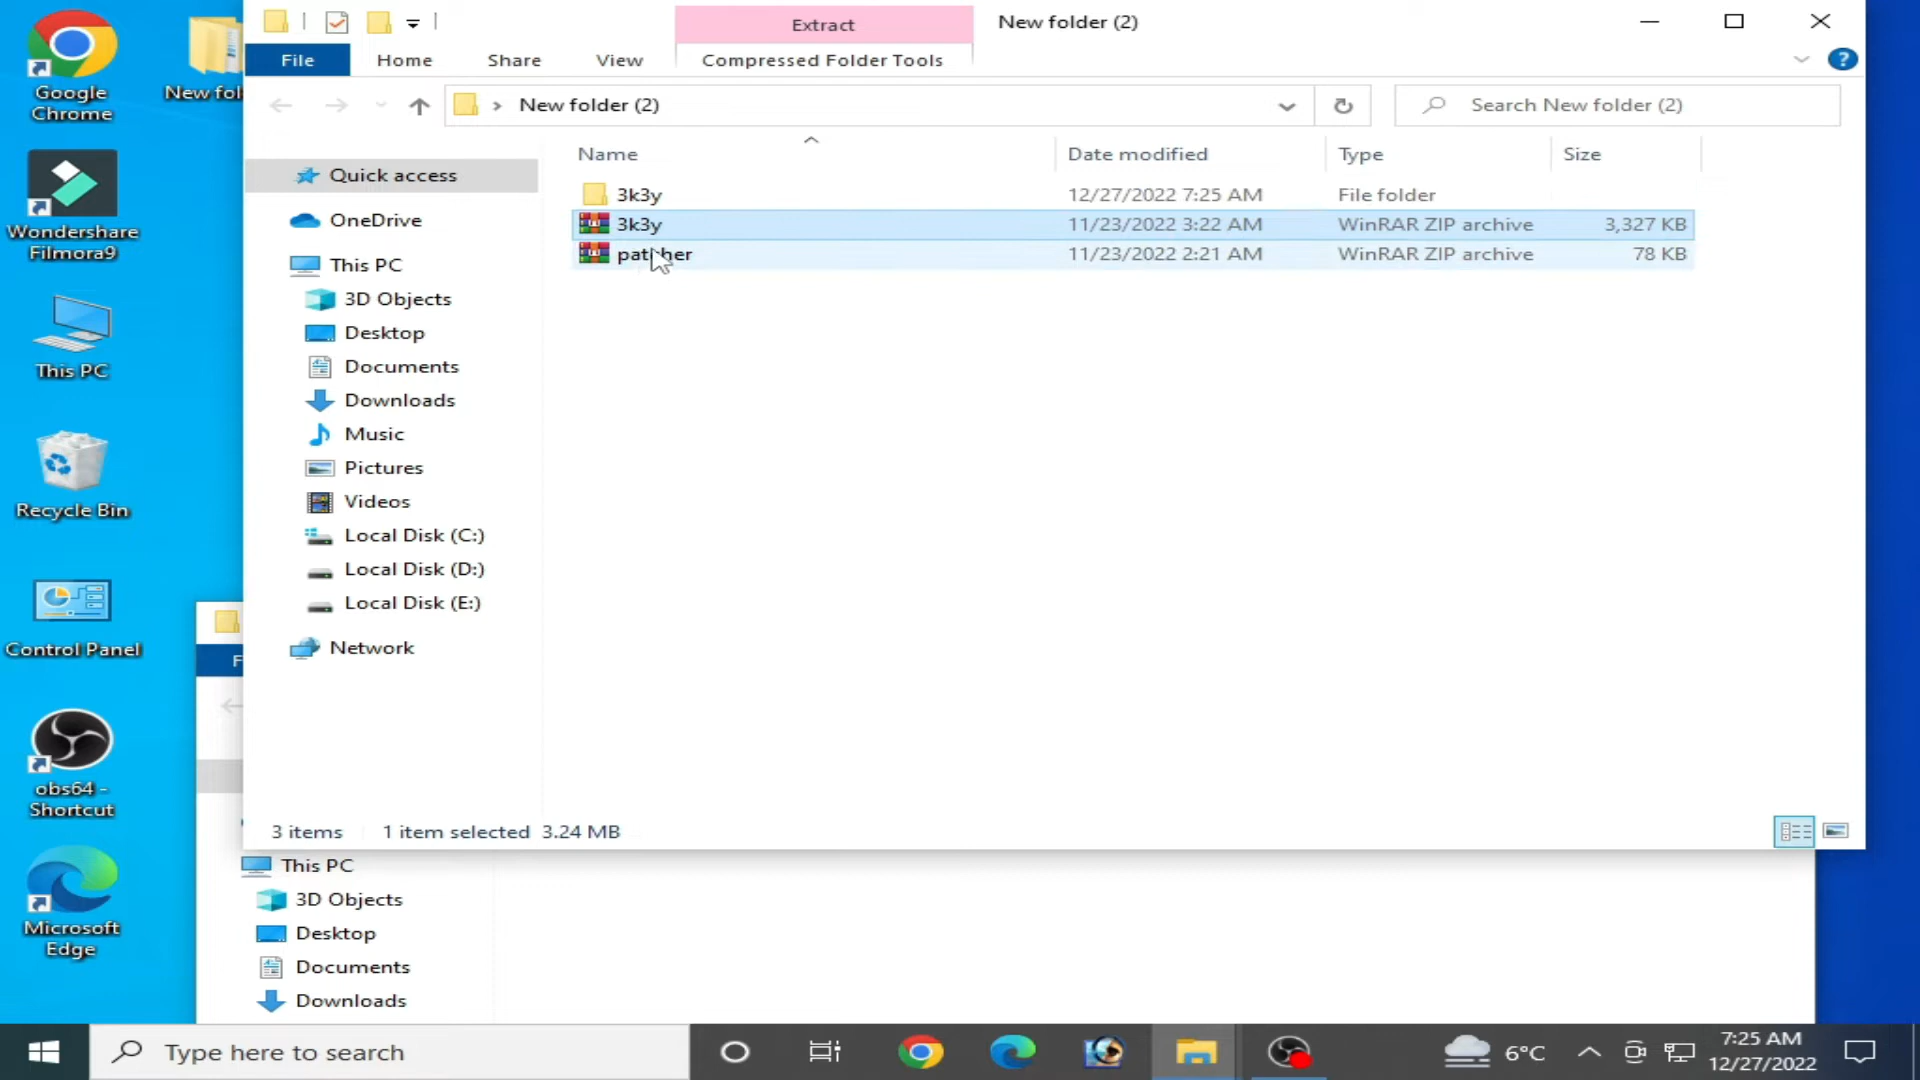 Extract
New folder (2)
File
Home
Share
View
Compressed Folder Tools
New folder (2)
Search New folder (2)
Name
Date modified
Type
Size
3k3y
12/27/2022 7:25 AM
File folder
3k3y
11/23/2022 3:22 AM
WinRAR ZIP archive
3,327 KB
patcher
11/23/2022 2:21 AM
WinRAR ZIP archive
78 KB
Quick access
OneDrive
This PC
3D Objects
Desktop
Documents
Downloads
Music
Pictures
Videos
Local Disk (C:)
Local Disk (D:)
Local Disk (E:)
Network
3 items
1 item selected 3.24 MB
Google
Chrome
New fol
Wondershare
Filmora9
This PC
Recycle Bin
Control Panel
obs64 -
Shortcut
Microsoft
Edge
F
This PC
3D Objects
Desktop
Documents
Downloads
Type here to search
6°C
7:25 AM
12/27/2022